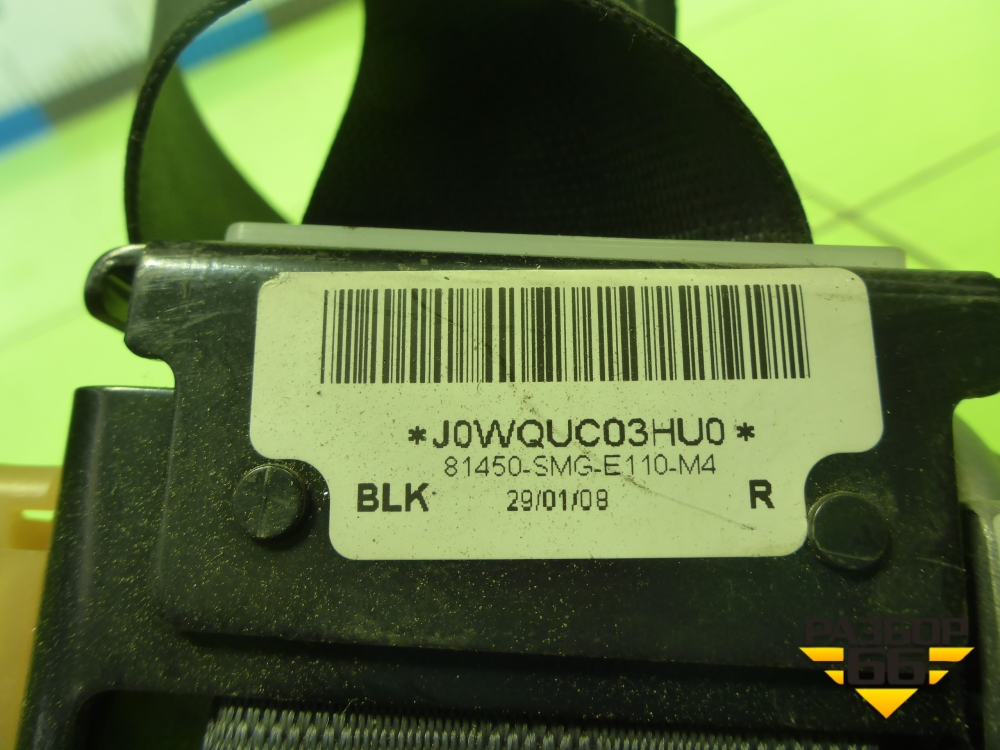 *J0WQUC03HU0*
81450-SMG-E110-M4
BLK 29/01/08 R
РАЗБОР
66